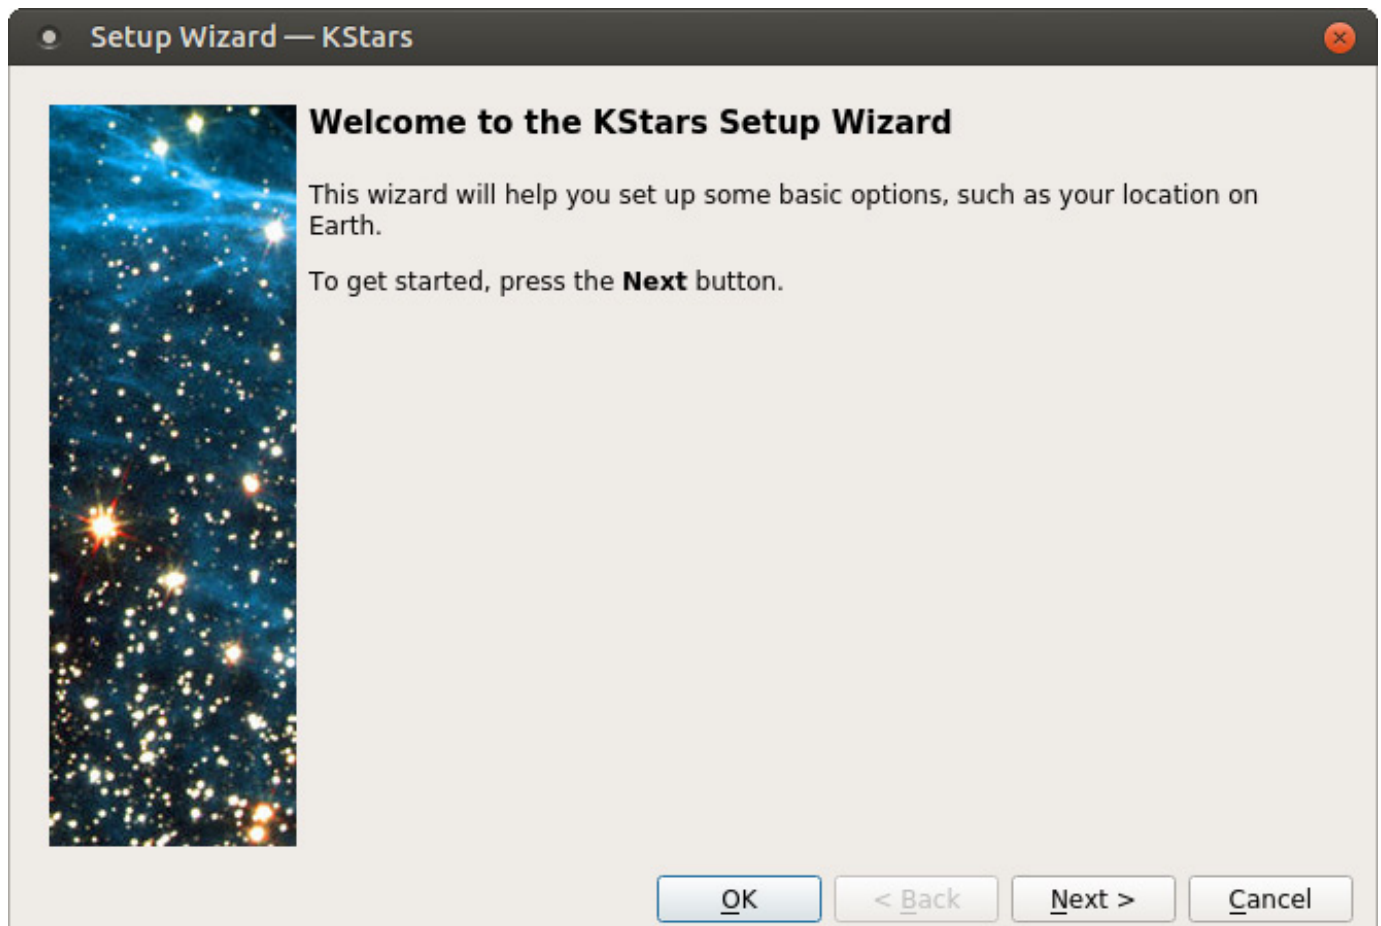 Setup Wizard — KStars
Welcome to the KStars Setup Wizard
This wizard will help you set up some basic options, such as your location on
Earth.
To get started, press the Next button.
OK < Back Next > Cancel